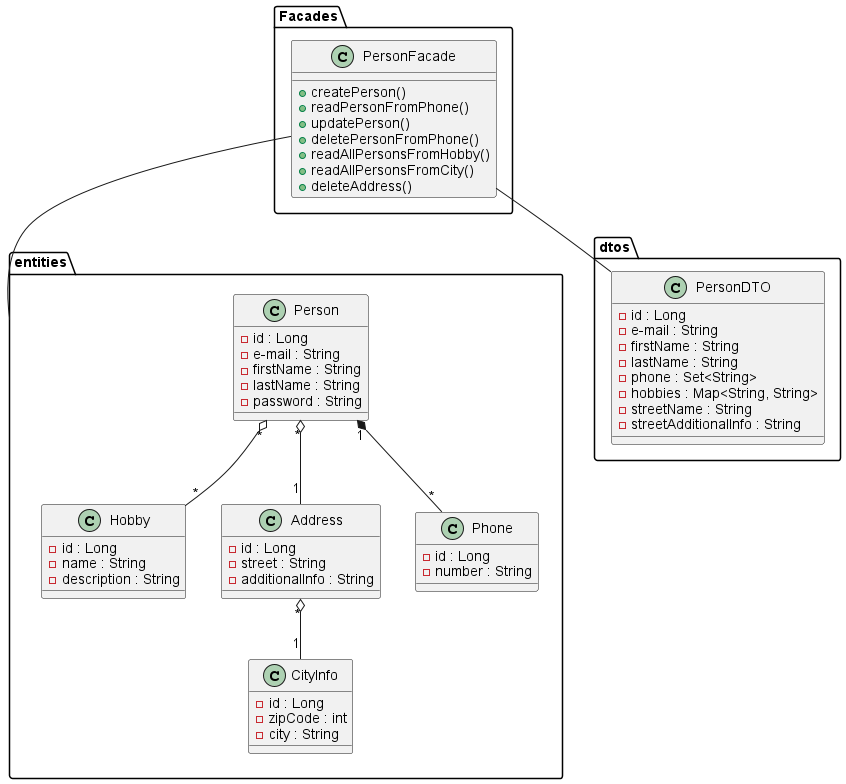 Facades
C PersonFacade
createPerson()
readPersonFromPhone()
updatePerson()
deletePersonFromPhone()
readAllPersonsFromHobby()
readAllPersonsFromCity()
deleteAddress()
dtos
C PersonDTO
id : Long
e-mail : String
firstName : String
lastName : String
phone : Set<String>
hobbies : Map<String, String>
streetName : String
streetAdditionalInfo : String
entities
C Person
id : Long
e-mail : String
firstName : String
lastName : String
password : String
* * 1
* 1 *
C Hobby
id : Long
name : String
description : String
C Address
id : Long
street : String
additionalInfo : String
C Phone
id : Long
number : String
*
1
C CityInfo
id : Long
zipCode : int
city : String